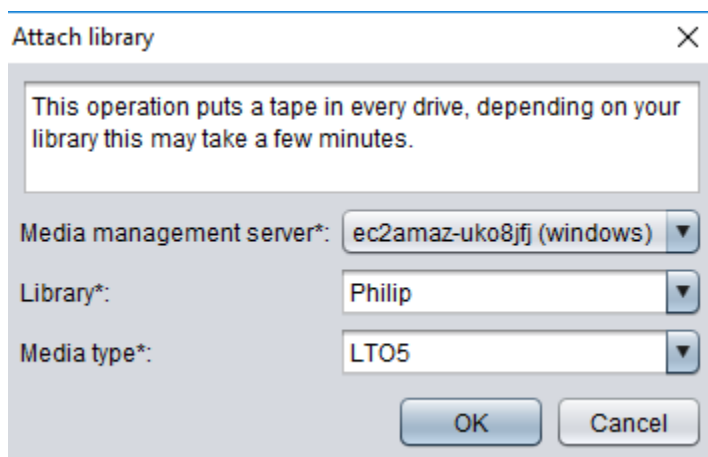 Attach library
This operation puts a tape in every drive, depending on your
library this may take a few minutes.
Media management server*: ec2amaz-uko8jfj (windows)
Library*: Philip
Media type*: LTO5
OK Cancel